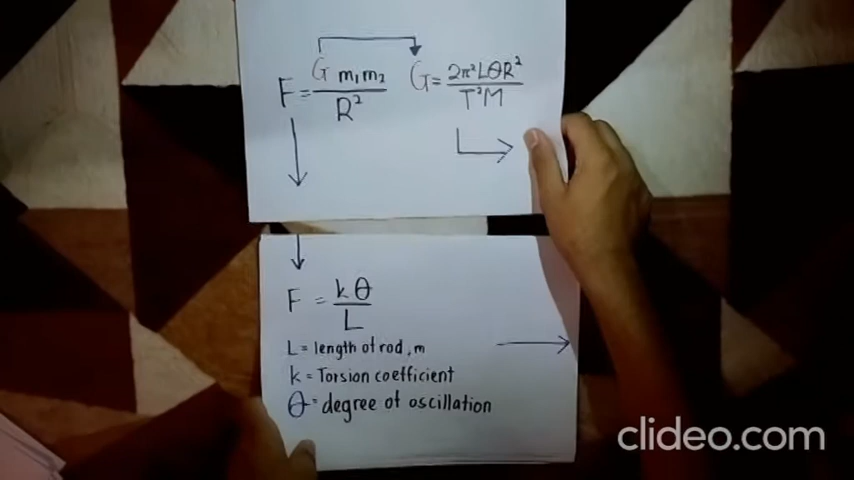 F = G m₁m₂ / R²
G = 2π²LθR² / T²M
F = kθ / L
L = length of rod, m
k = Torsion coefficient
θ = degree of oscillation
clideo.com